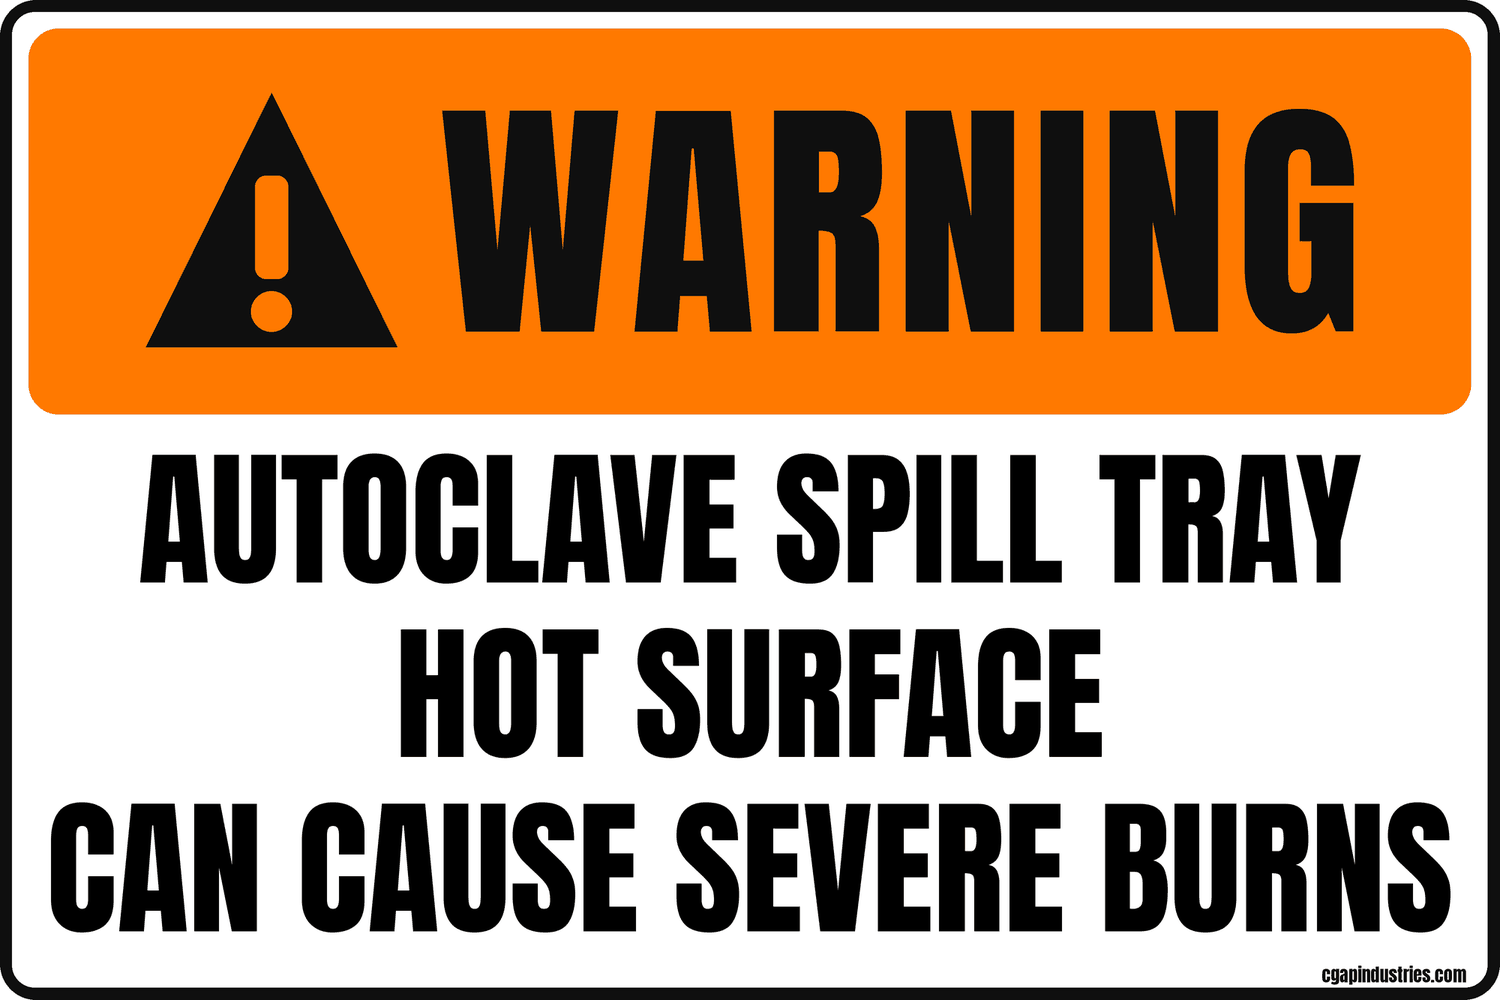 WARNING
AUTOCLAVE SPILL TRAY
HOT SURFACE
CAN CAUSE SEVERE BURNS
cgapindustries.com